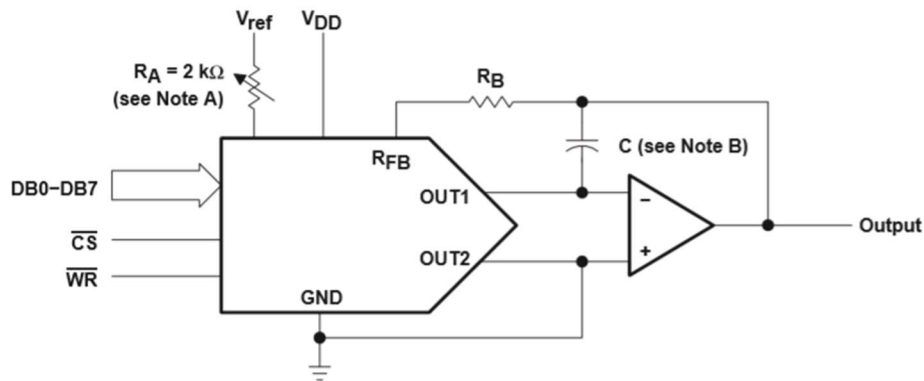 Vref
VDD
RA = 2 kΩ
(see Note A)
RB
RFB
C (see Note B)
DB0−DB7
OUT1
−
Output
CS
OUT2
+
WR
GND